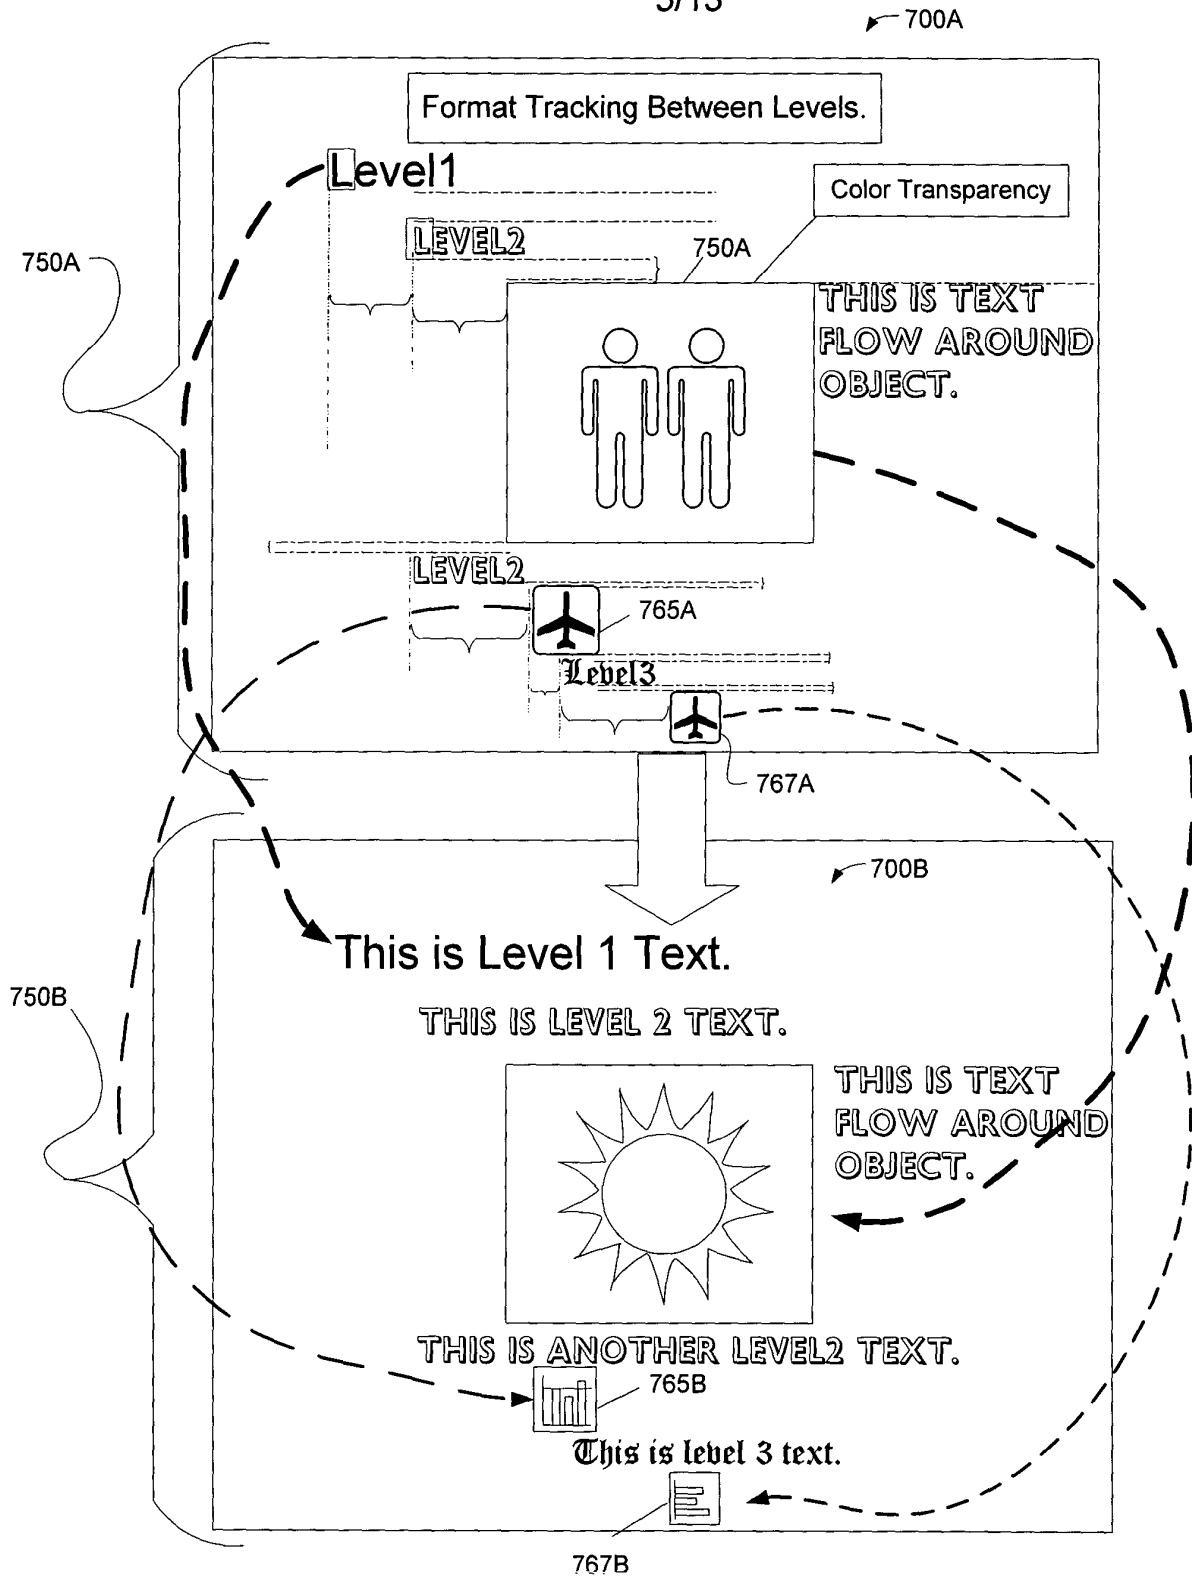 5/13
700A
Format Tracking Between Levels.
Level1
Color Transparency
LEVEL2
750A
750A
THIS IS TEXT
FLOW AROUND
OBJECT.
LEVEL2
765A
Level3
767A
700B
This is Level 1 Text.
750B
THIS IS LEVEL 2 TEXT.
THIS IS TEXT
FLOW AROUND
OBJECT.
THIS IS ANOTHER LEVEL2 TEXT.
765B
This is level 3 text.
767B